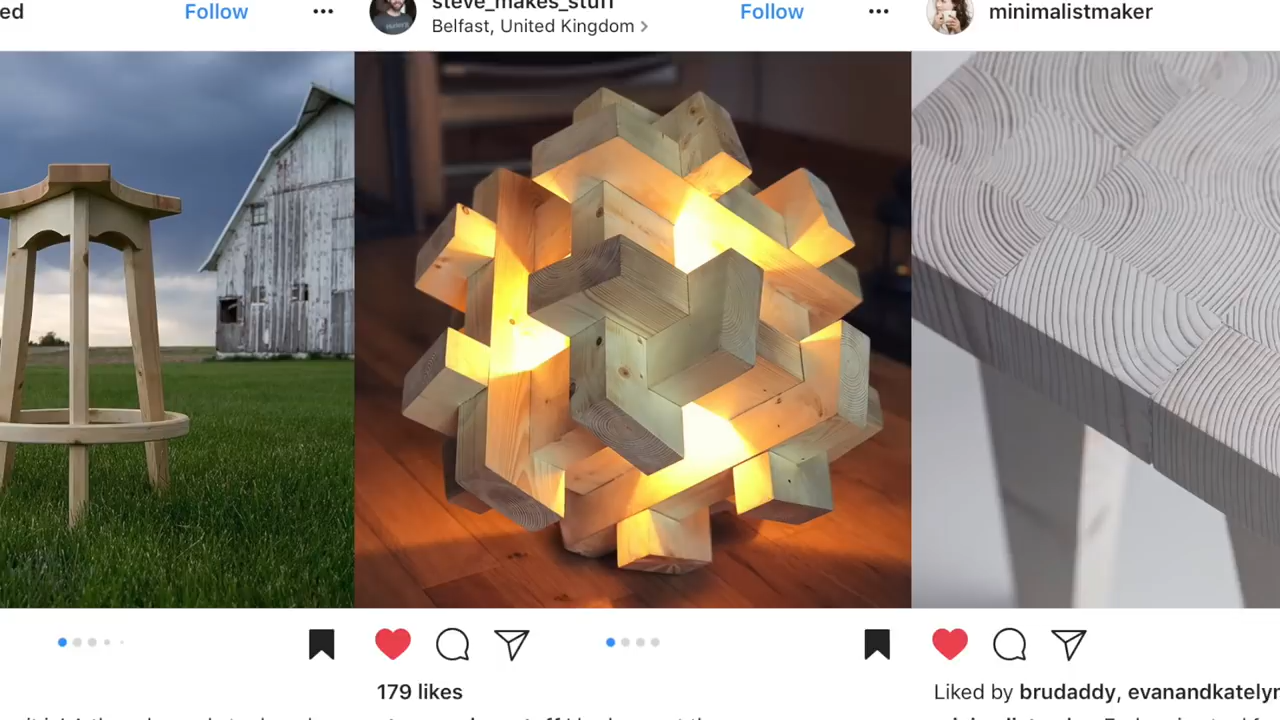 ed
Follow
steve_makes_stuff
Follow
Belfast, United Kingdom
minimalistmaker
179 likes
Liked by brudaddy, evanandkatelyn